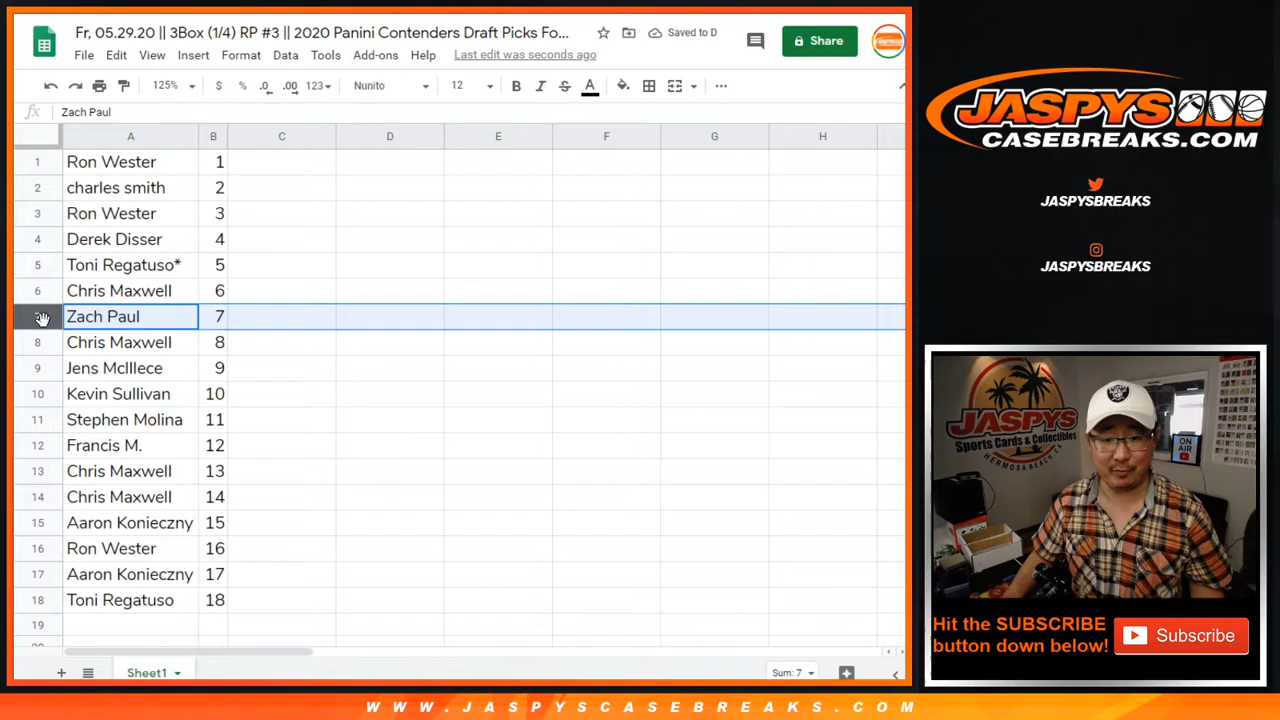 Fr, 05.29.20 || 3Box (1/4) RP #3 || 2020 Panini Contenders Draft Picks Fo...
Saved to D
Share
File Edit View Insert Format Data Tools Add-ons Help Last edit was seconds ago
125% $ % .0 .00 123 Nunito 12 B I S A
fx Zach Paul
A B C D E F G H
1 Ron Wester 1
2 charles smith 2
3 Ron Wester 3
4 Derek Disser 4
5 Toni Regatuso* 5
6 Chris Maxwell 6
Zach Paul 7
8 Chris Maxwell 8
9 Jens McIllece 9
10 Kevin Sullivan 10
11 Stephen Molina 11
12 Francis M. 12
13 Chris Maxwell 13
14 Chris Maxwell 14
15 Aaron Konieczny 15
16 Ron Wester 16
17 Aaron Konieczny 17
18 Toni Regatuso 18
19
Sheet1
Sum: 7
JASPYS
CASEBREAKS.COM
JASPYSBREAKS
JASPYSBREAKS
JASPYS
Sports Cards & Collectibles
HERMOSA BEACH CA
ON AIR
Hit the SUBSCRIBE
button down below!
Subscribe
WWW.JASPYSCASEBREAKS.COM